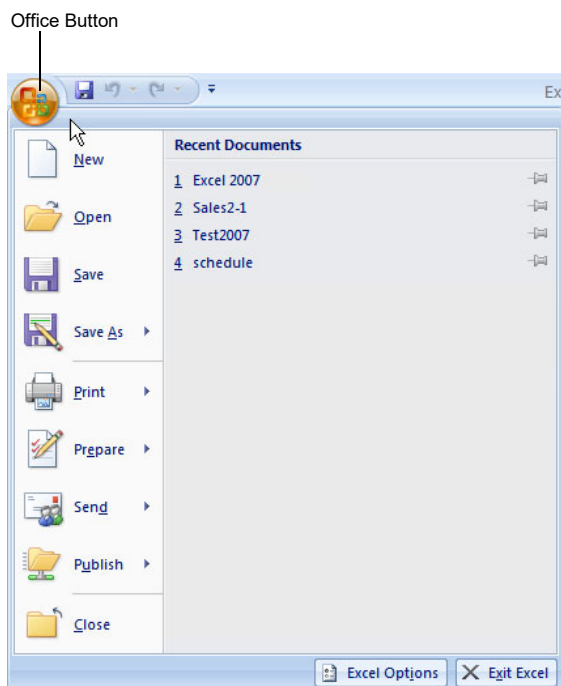 Office Button
Ex
New
Open
Save
Save As
Print
Prepare
Send
Publish
Close
Recent Documents
1 Excel 2007
2 Sales2-1
3 Test2007
4 schedule
Excel Options
Exit Excel